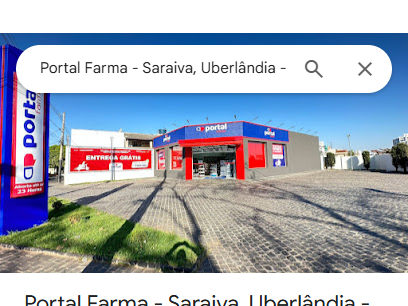 Portal Farma - Saraiva, Uberlândia -
portal
portal
portal
ENTREGA GRÁTIS
Aberto até às
23 Horas
Portal Farma - Saraiva, Uberlândia -